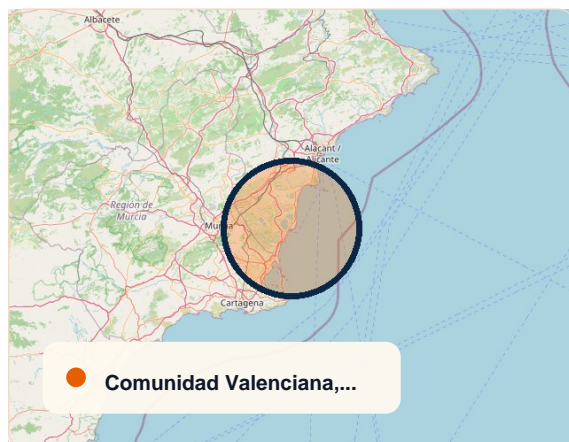 Albacete
Alacant /
Alicante
Región de
Murcia
Murcia
Cartagena
Comunidad Valenciana,...